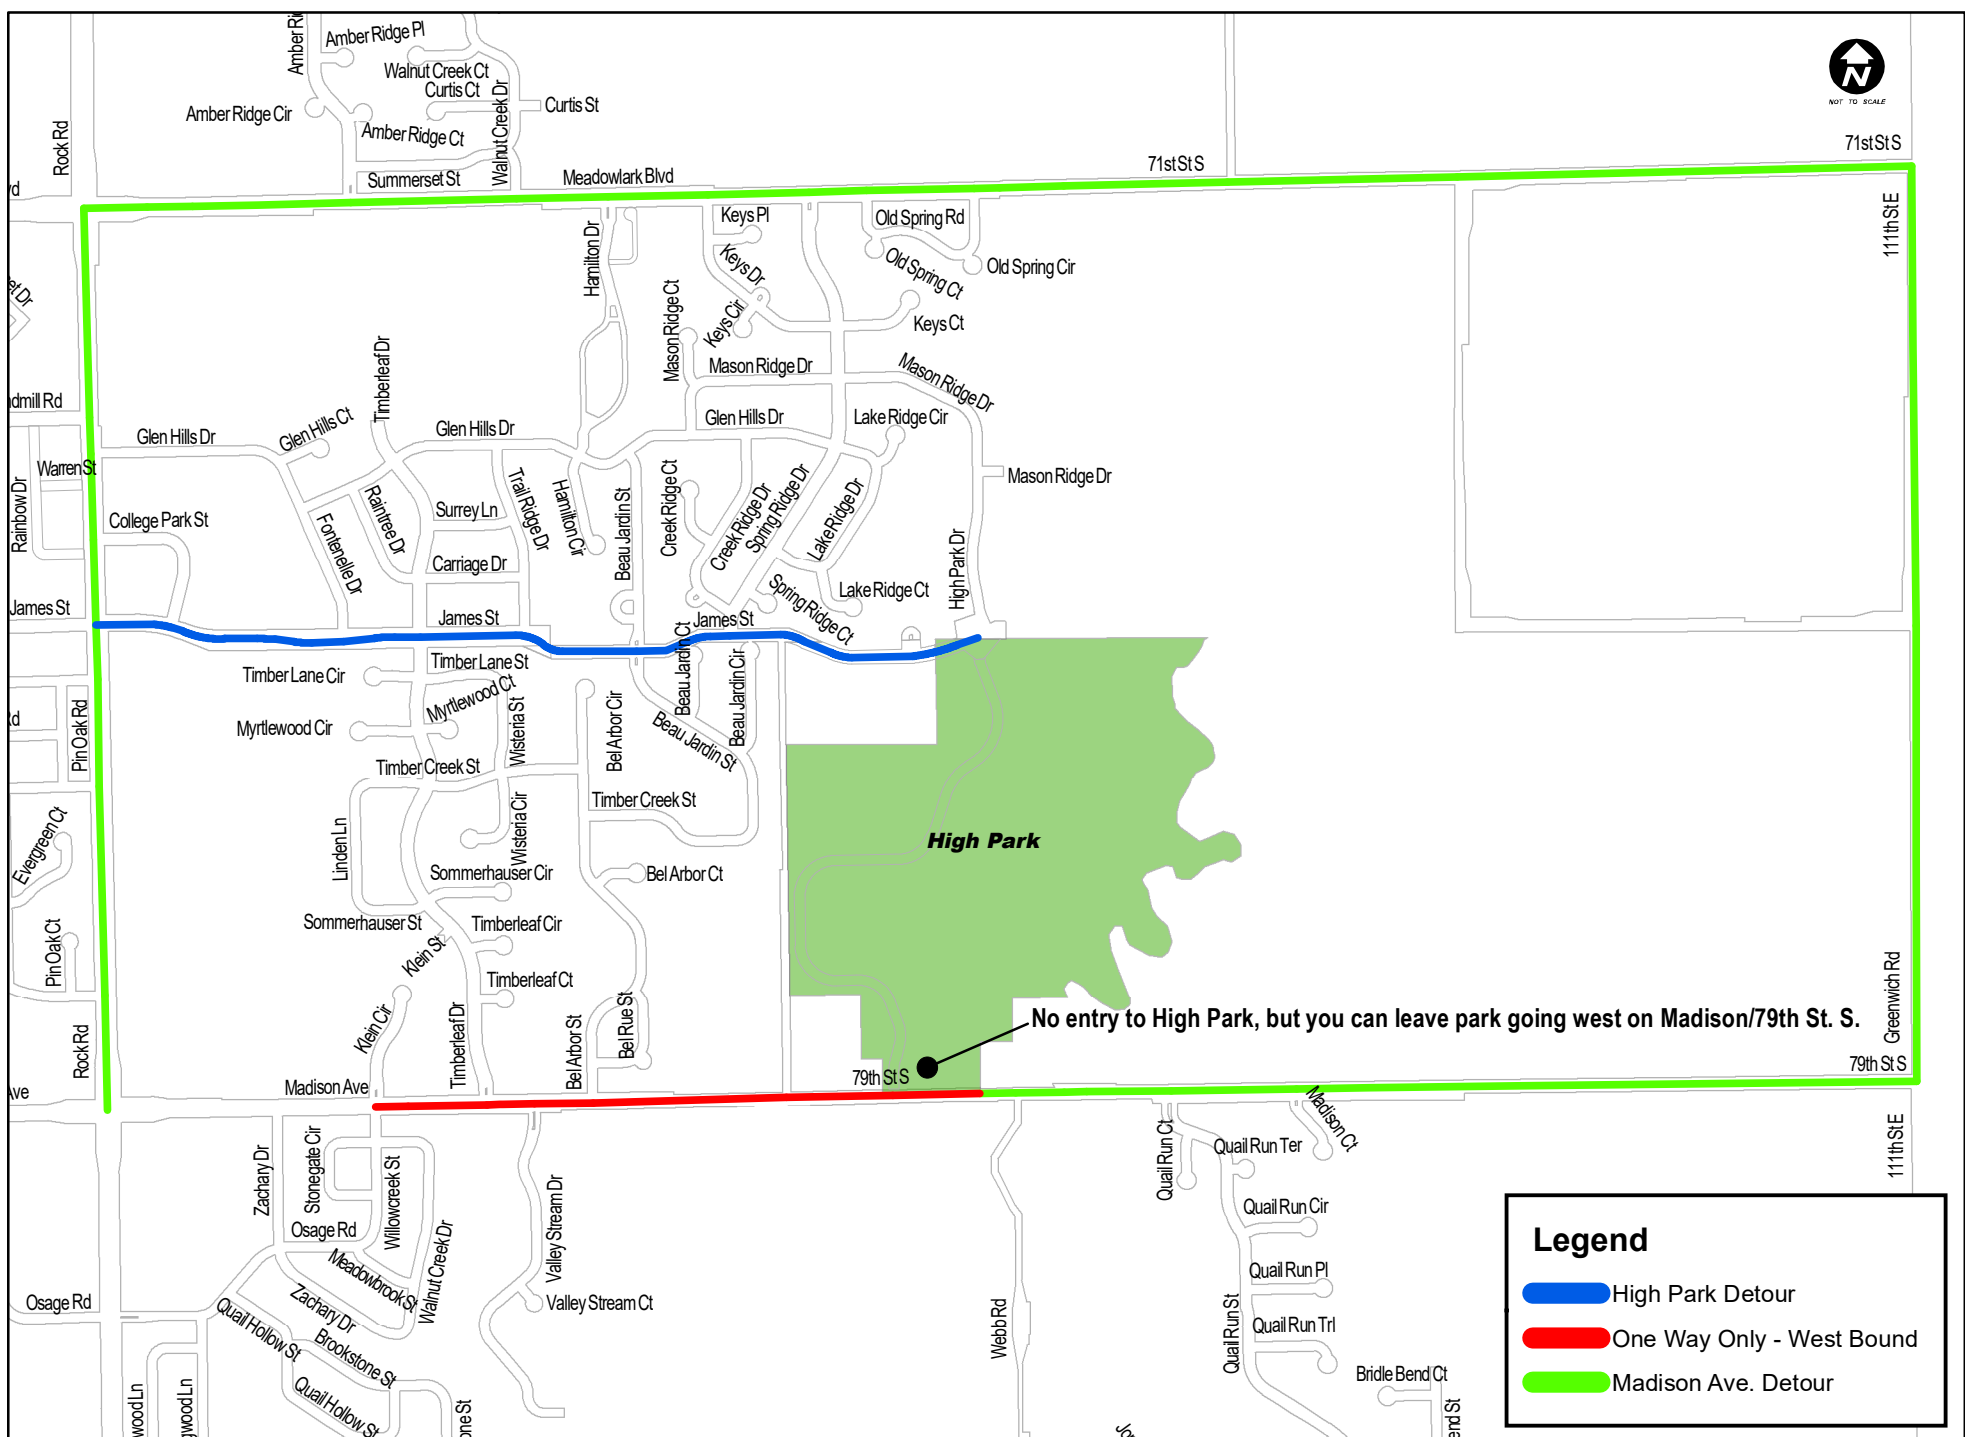 Amber Ridge Pl
Walnut Creek Ct
Curtis Ct
Curtis St
Amber Ridge Cir
Amber Ridge Ct
Walnut Creek Dr
Rock Rd
Summerset St
Meadowlark Blvd
71st St S
71st St S
N
NOT TO SCALE
111th St E
Keys Pl
Old Spring Rd
Old Spring Cir
Old Spring Ct
Hamilton Dr
Keys Dr
Keys Cir
Keys Ct
Mason Ridge Ct
Mason Ridge Dr
Mason Ridge Dr
Timberleaf Dr
Glen Hills Dr
Glen Hills Ct
Glen Hills Dr
Glen Hills Dr
Lake Ridge Cir
Warren St
Rainbow Dr
College Park St
Fontenelle Dr
Raintree Dr
Surrey Ln
Trail Ridge Dr
Hamilton Cir
Beau Jardin St
Creek Ridge Ct
Creek Ridge Dr
Spring Ridge Dr
Lake Ridge Dr
Mason Ridge Dr
High Park Dr
Carriage Dr
Lake Ridge Ct
Spring Ridge Ct
James St
James St
James St
Timber Lane Cir
Timber Lane St
Myrtlewood Ct
Myrtlewood Cir
Wisteria St
Bel Arbor Cir
Beau Jardin Ct
Beau Jardin Cir
Beau Jardin St
Pin Oak Rd
Timber Creek St
Timber Creek St
Wisteria Cir
Linden Ln
Evergreen Ct
High Park
Sommerhauser Cir
Bel Arbor Ct
Sommerhauser St
Timberleaf Cir
Klein St
Pin Oak Ct
Timberleaf Ct
Klein Cir
Timberleaf Dr
Bel Arbor St
Bel Rue St
Rock Rd
Greenwich Rd
No entry to High Park, but you can leave park going west on Madison/79th St. S.
Madison Ave
79th St S
79th St S
Ave
Zachary Dr
Stonegate Cir
Willowcreek St
Osage Rd
Meadowbrook St
Walnut Creek Dr
Zachary Dr
Valley Stream Dr
Valley Stream Ct
Osage Rd
Quail Hollow St
Brookstone St
Quail Hollow St
Webb Rd
Quail Run Ct
Quail Run Ter
Madison Ct
Quail Run Cir
Quail Run Pl
Quail Run Trl
Quail Run St
Bridle Bend Ct
111th St E
Legend
High Park Detour
One Way Only - West Bound
Madison Ave. Detour